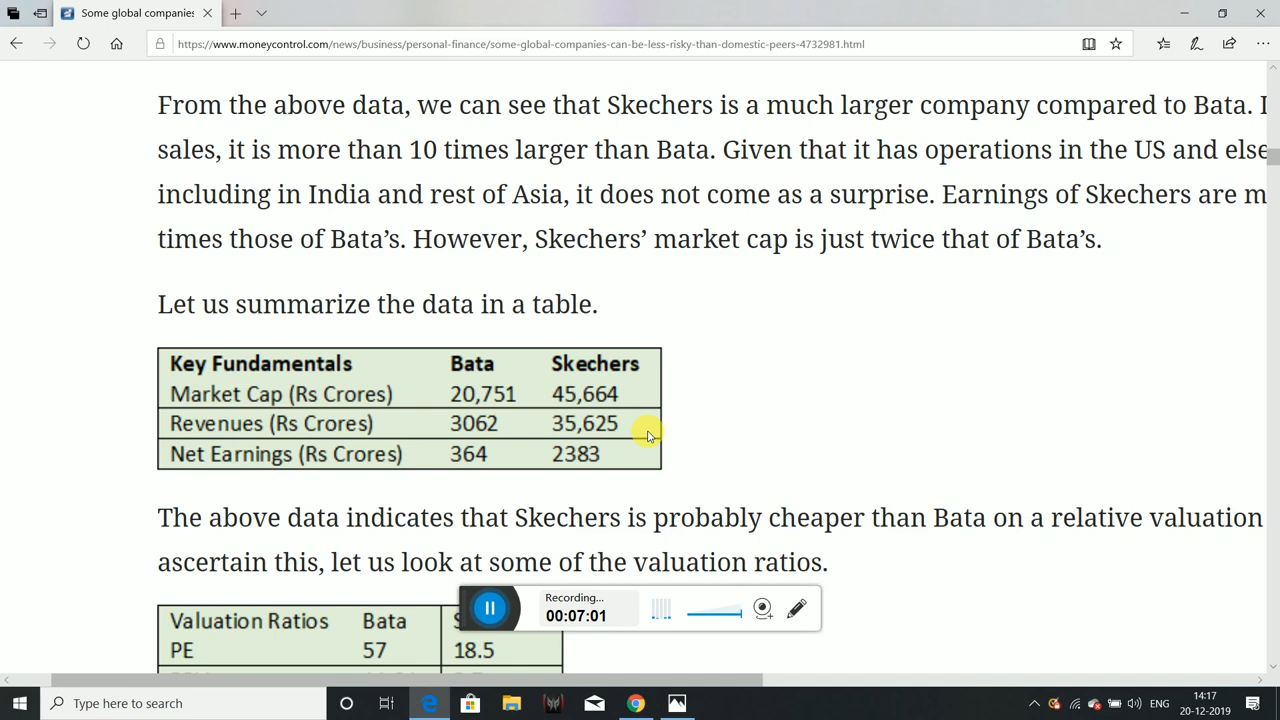 Some global companies
https://www.moneycontrol.com/news/business/personal-finance/some-global-companies-can-be-less-risky-than-domestic-peers-4732981.html
From the above data, we can see that Skechers is a much larger company compared to Bata.
sales, it is more than 10 times larger than Bata. Given that it has operations in the US and else
including in India and rest of Asia, it does not come as a surprise. Earnings of Skechers are m
times those of Bata’s. However, Skechers’ market cap is just twice that of Bata’s.
Let us summarize the data in a table.
Key Fundamentals Bata Skechers
Market Cap (Rs Crores) 20,751 45,664
Revenues (Rs Crores) 3062 35,625
Net Earnings (Rs Crores) 364 2383
The above data indicates that Skechers is probably cheaper than Bata on a relative valuation
ascertain this, let us look at some of the valuation ratios.
Recording...
00:07:01
Valuation Ratios Bata
PE 57 18.5
Type here to search
ENG
14:17
20-12-2019